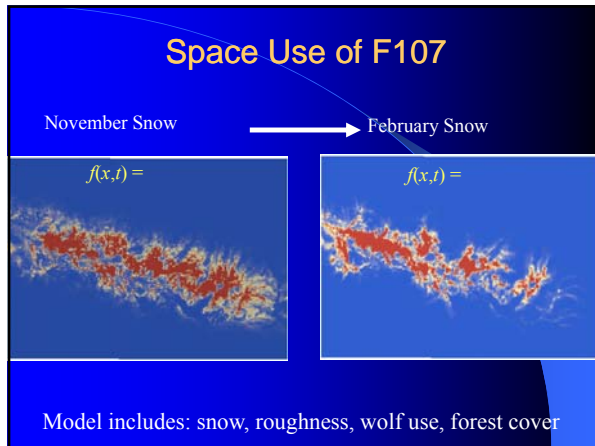 Space Use of F107
November Snow
February Snow
f(x,t) =
f(x,t) =
Model includes: snow, roughness, wolf use, forest cover